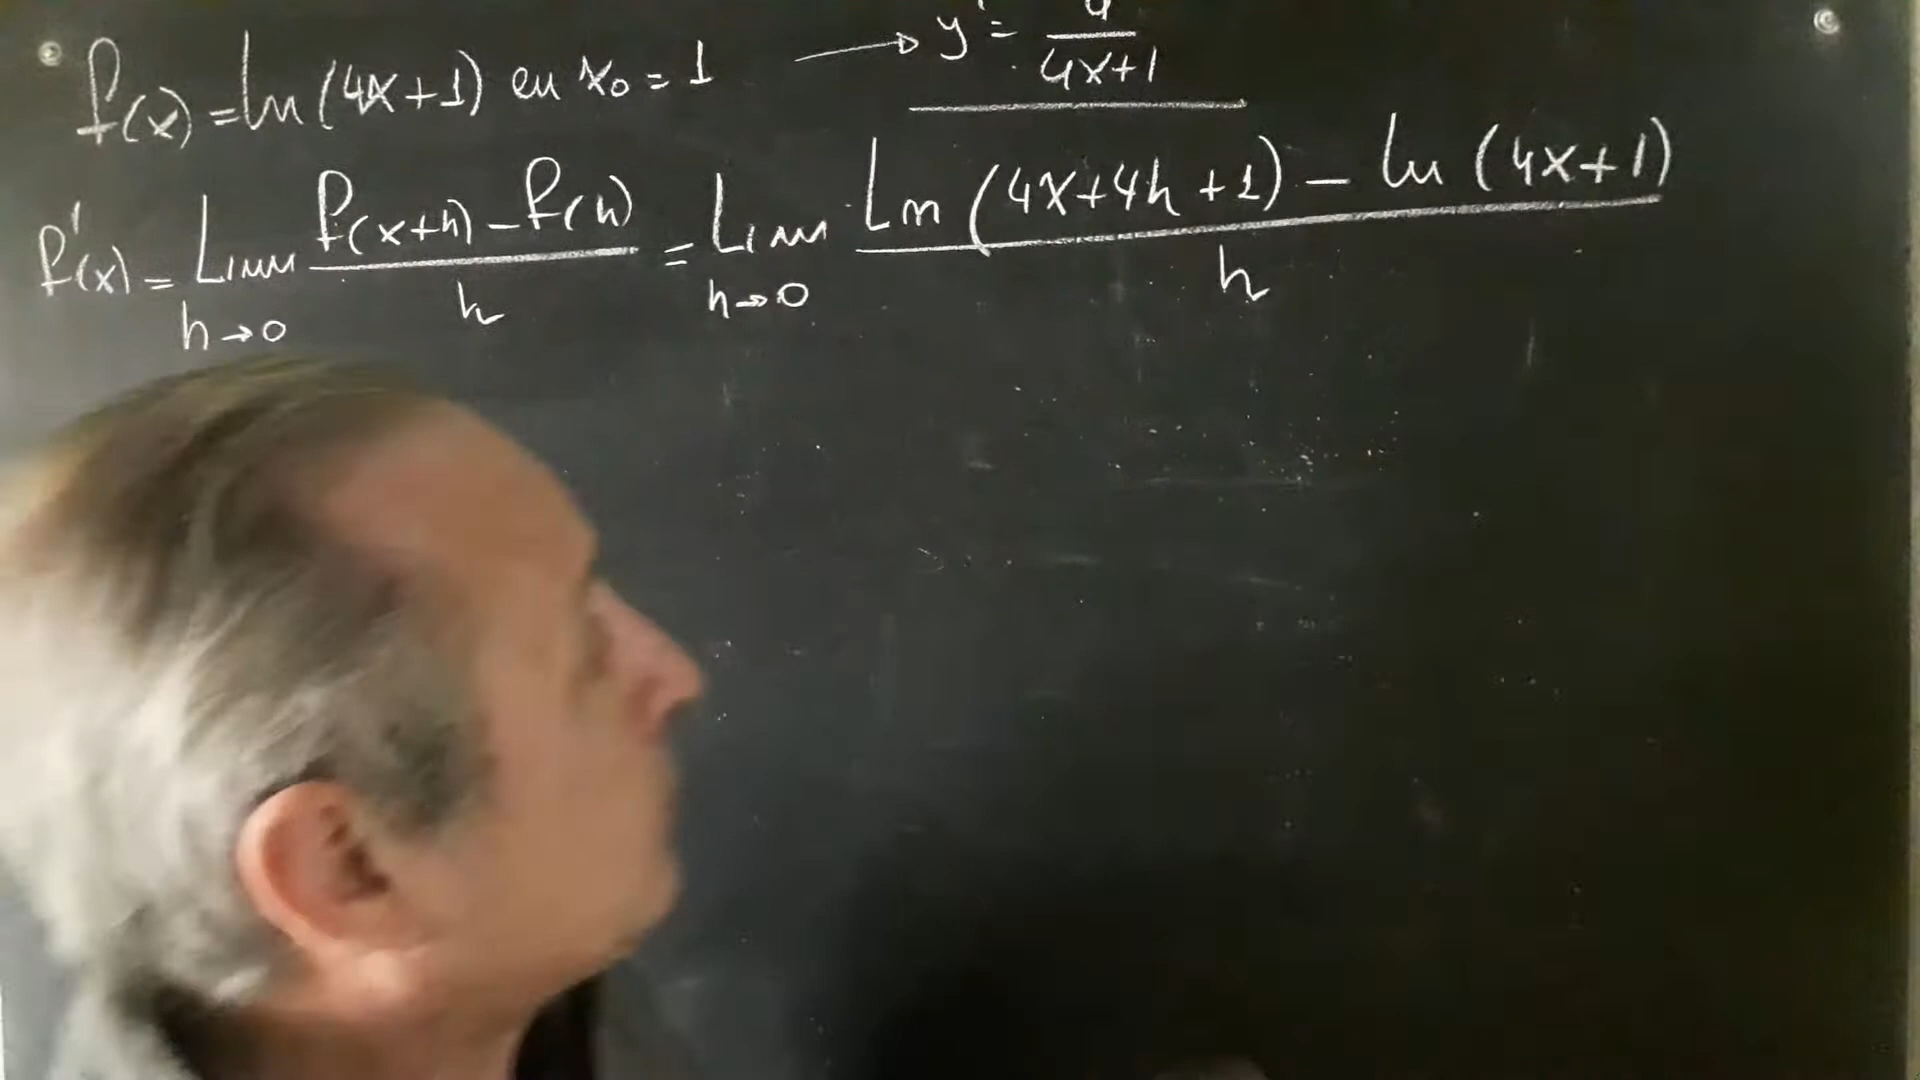 f(x) = ln (4x+1) en x₀ = 1 → y' = 4/(4x+1)
f'(x) = Lim h→0 (f(x+h) - f(h))/h = Lim h→0 (Ln (4x+4h+1) - ln (4x+1))/h